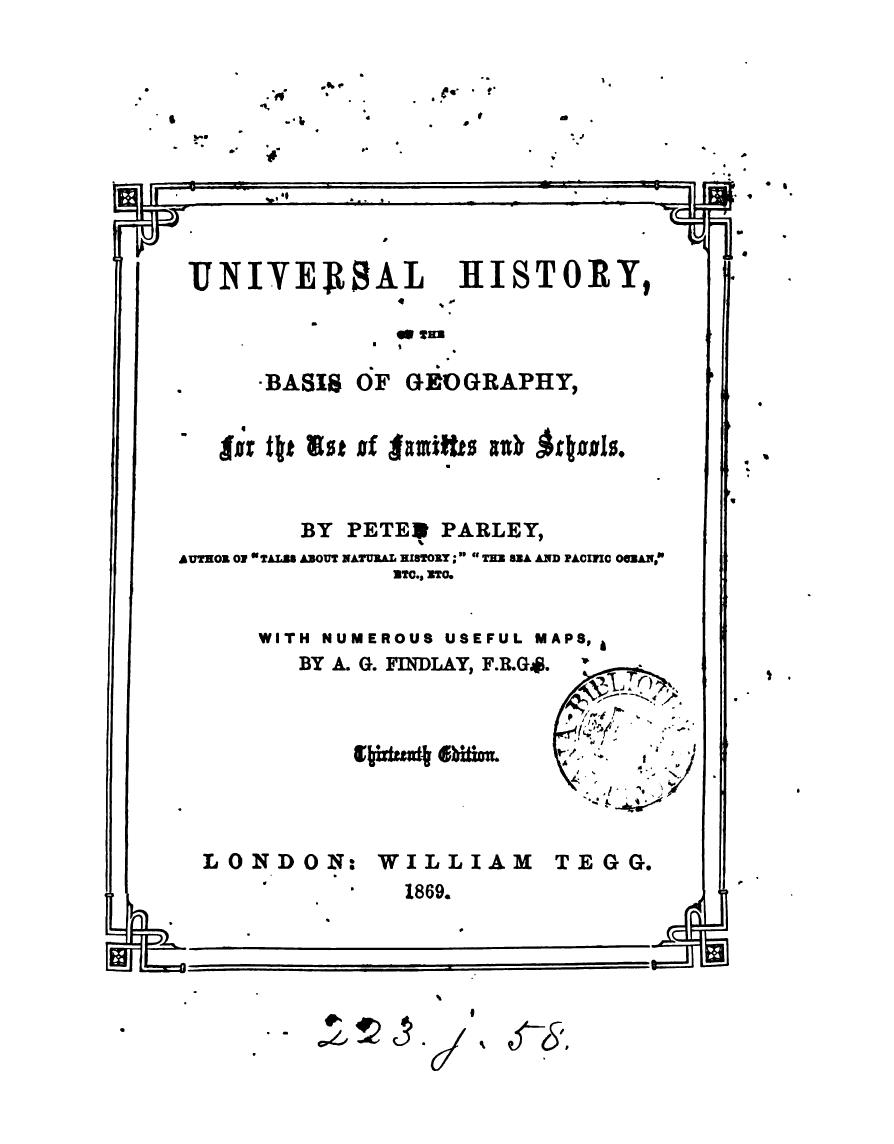 UNIVERSAL HISTORY,
ON THE
BASIS OF GEOGRAPHY,
For the Use of Families and Schools.
BY PETER PARLEY,
AUTHOR OF "TALES ABOUT NATURAL HISTORY;" "THE SEA AND PACIFIC OCEAN,"
ETC., ETC.
WITH NUMEROUS USEFUL MAPS,
BY A. G. FINDLAY, F.R.G.S.
Thirteenth Edition.
LONDON: WILLIAM TEGG.
1869.
223. j. 58.